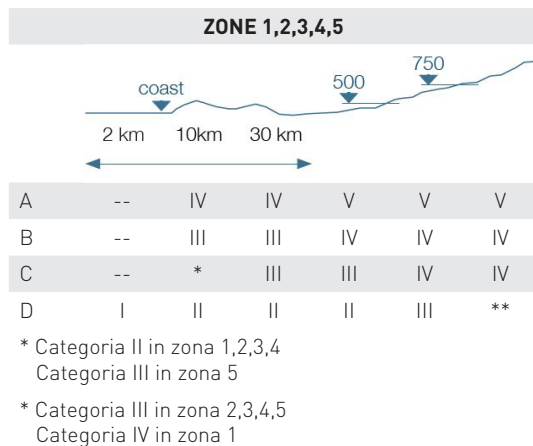 ZONE 1,2,3,4,5
750
500
coast
2 km 10km 30 km
A -- IV IV V V V
B -- III III IV IV IV
C -- * III III IV IV
D I II II II III **
* Categoria II in zona 1,2,3,4
Categoria III in zona 5
* Categoria III in zona 2,3,4,5
Categoria IV in zona 1